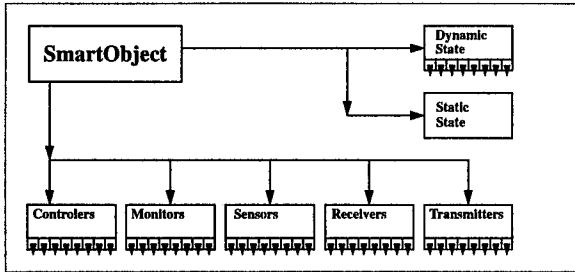 SmartObject
Dynamic
State
Static
State
Controlers
Monitors
Sensors
Receivers
Transmitters